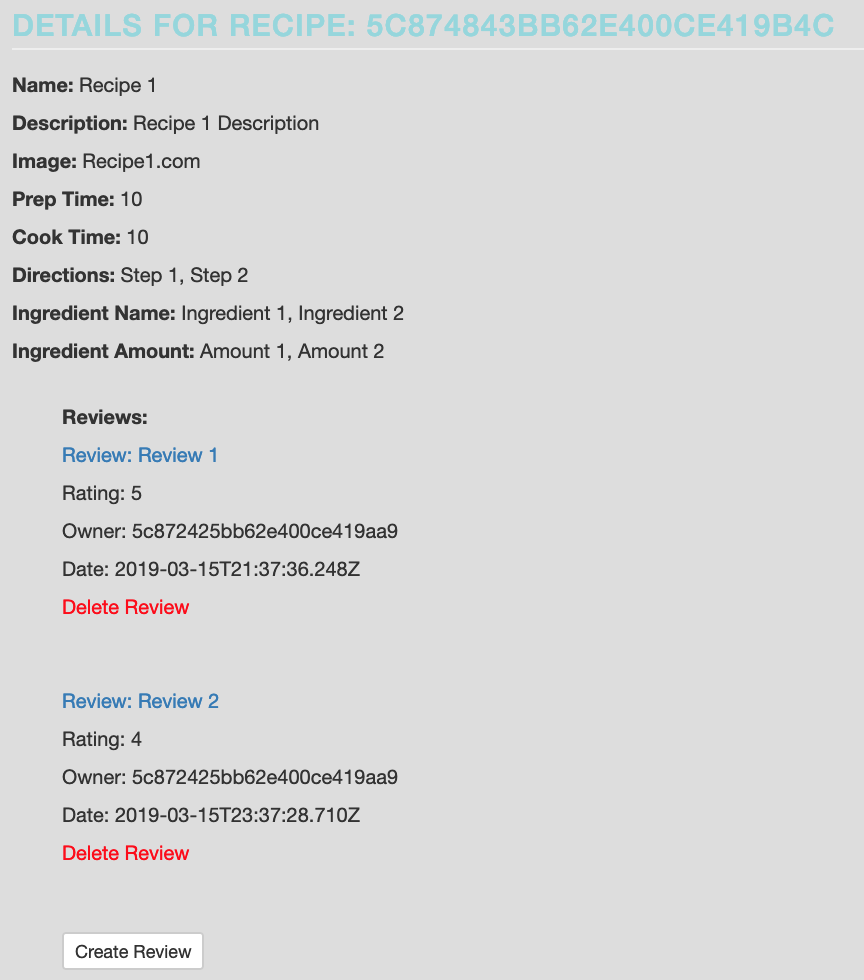 DETAILS FOR RECIPE: 5C874843BB62E400CE419B4C
Name: Recipe 1
Description: Recipe 1 Description
Image: Recipe1.com
Prep Time: 10
Cook Time: 10
Directions: Step 1, Step 2
Ingredient Name: Ingredient 1, Ingredient 2
Ingredient Amount: Amount 1, Amount 2
Reviews:
Review: Review 1
Rating: 5
Owner: 5c872425bb62e400ce419aa9
Date: 2019-03-15T21:37:36.248Z
Delete Review
Review: Review 2
Rating: 4
Owner: 5c872425bb62e400ce419aa9
Date: 2019-03-15T23:37:28.710Z
Delete Review
Create Review